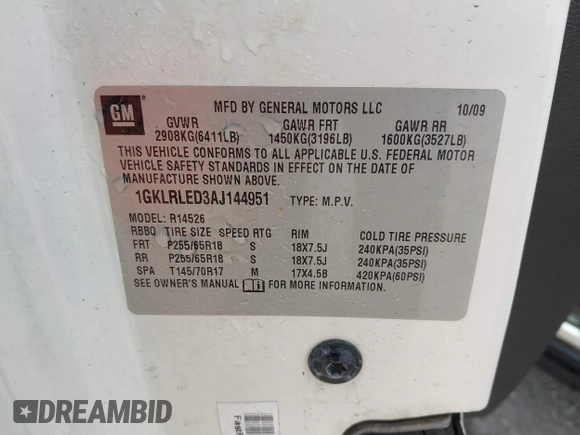 GM
MFD BY GENERAL MOTORS LLC 10/09
GVWR GAWR FRT GAWR RR
2908KG(6411LB) 1450KG(3196LB) 1600KG(3527LB)
THIS VEHICLE CONFORMS TO ALL APPLICABLE U.S. FEDERAL MOTOR
VEHICLE SAFETY STANDARDS IN EFFECT ON THE DATE OF
MANUFACTURE SHOWN ABOVE.
1GKLRLED3AJ144951 TYPE: M.P.V.
MODEL: R14526
RBBQ TIRE SIZE SPEED RTG RIM COLD TIRE PRESSURE
FRT P255/65R18 S 18X7.5J 240KPA(35PSI)
RR P255/65R18 S 18X7.5J 240KPA(35PSI)
SPA T145/70R17 M 17X4.5B 420KPA(60PSI)
SEE OWNER'S MANUAL FOR MORE INFORMATION.
DREAMBID